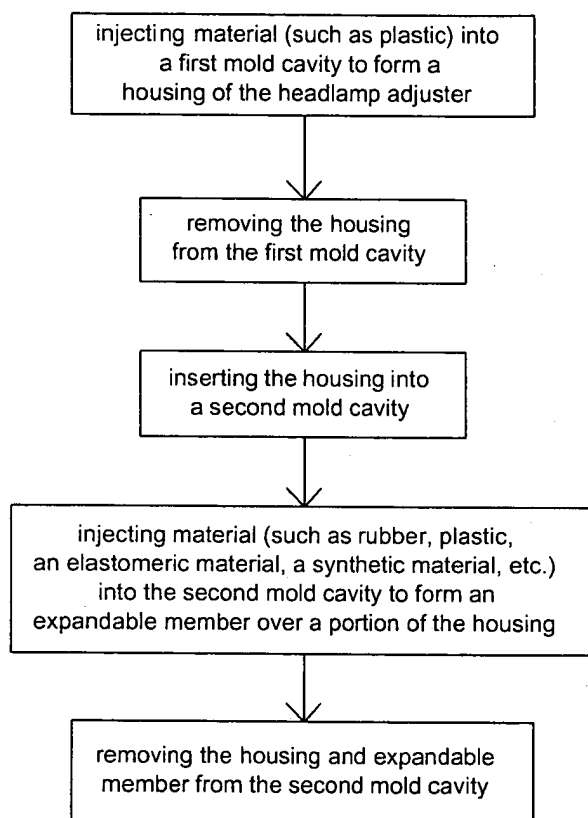 injecting material (such as plastic) into
a first mold cavity to form a
housing of the headlamp adjuster
removing the housing
from the first mold cavity
inserting the housing into
a second mold cavity
injecting material (such as rubber, plastic,
an elastomeric material, a synthetic material, etc.)
into the second mold cavity to form an
expandable member over a portion of the housing
removing the housing and expandable
member from the second mold cavity